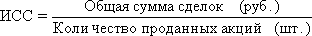 ИСС = Общая сумма сделок (руб.)
Коли чество проданных акций (шт.)